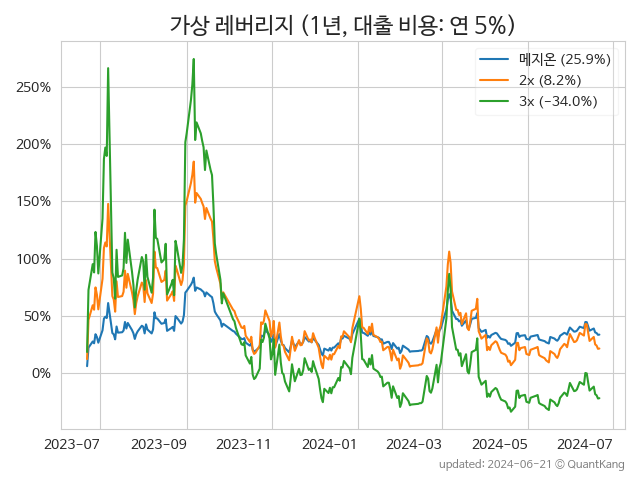 가상 레버리지 (1년, 대출 비용: 연 5%)
메지온 (25.9%)
2x (8.2%)
3x (-34.0%)
250%
200%
150%
100%
50%
0%
2023-07
2023-09
2023-11
2024-01
2024-03
2024-05
2024-07
updated: 2024-06-21 © QuantKang